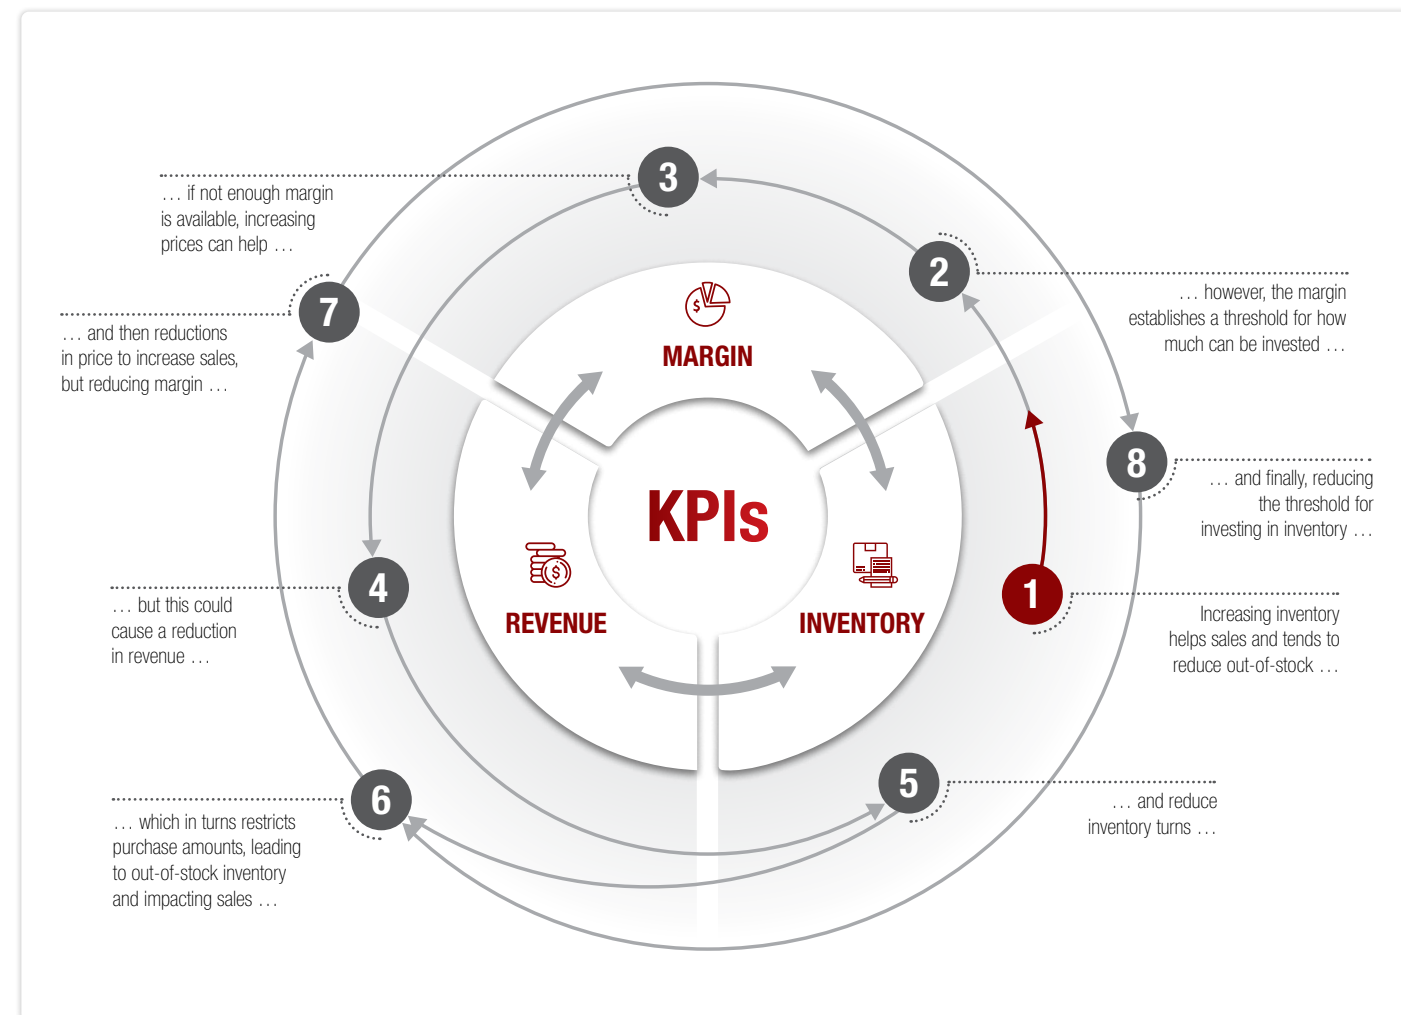 3
… if not enough margin
is available, increasing
prices can help …
2
… however, the margin
establishes a threshold for how
much can be invested …
7
… and then reductions
in price to increase sales,
but reducing margin …
$
MARGIN
8
… and finally, reducing
the threshold for
investing in inventory …
KPIs
$
REVENUE
INVENTORY
4
… but this could
cause a reduction
in revenue …
1
Increasing inventory
helps sales and tends to
reduce out-of-stock …
5
… and reduce
inventory turns …
6
… which in turns restricts
purchase amounts, leading
to out-of-stock inventory
and impacting sales …